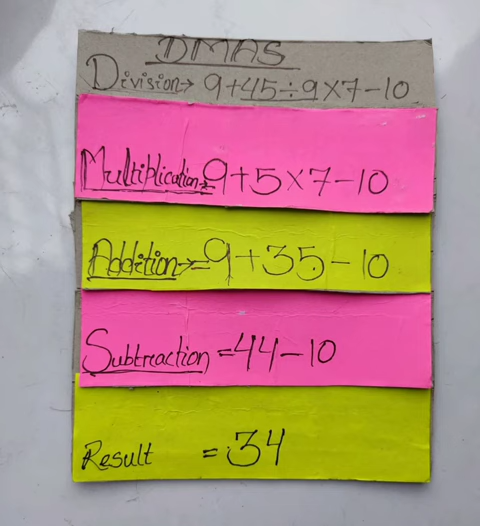 DMAS
Division→ 9+45÷9×7-10
Multiplication→=9+5×7-10
Addition→=9+35-10
Subtraction =44-10
Result =34